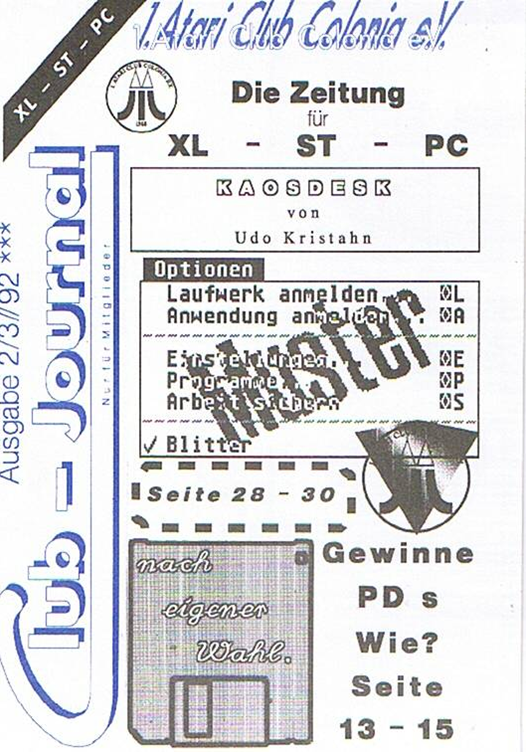 XL - ST - PC
1. Atari Club Colonia e.V.
Die Zeitung
für
XL - ST - PC
KAOSDESK
von
Udo Kristahn
Club - Journal
Nur für Mitglieder
Ausgabe 2/3//92 ***
Optionen
Laufwerk anmelden... ◊L
Anwendung anmelden... ◊A
Einstellungen... ◊E
Programme... ◊P
Arbeit sichern ◊S
√ Blitter
Muster
Seite 28 - 30
nach
eigener
Wahl.
Gewinne
PD s
Wie?
Seite
13 - 15